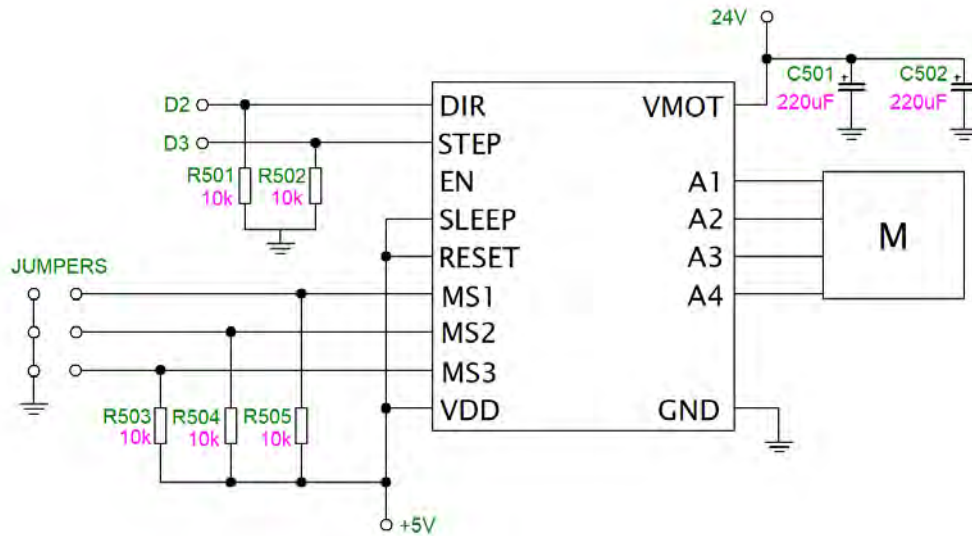 24V
C501
220uF
C502
220uF
D2
D3
R501
10k
R502
10k
DIR
STEP
EN
SLEEP
RESET
MS1
MS2
MS3
VDD
VMOT
A1
A2
A3
A4
GND
M
JUMPERS
R503
10k
R504
10k
R505
10k
+5V